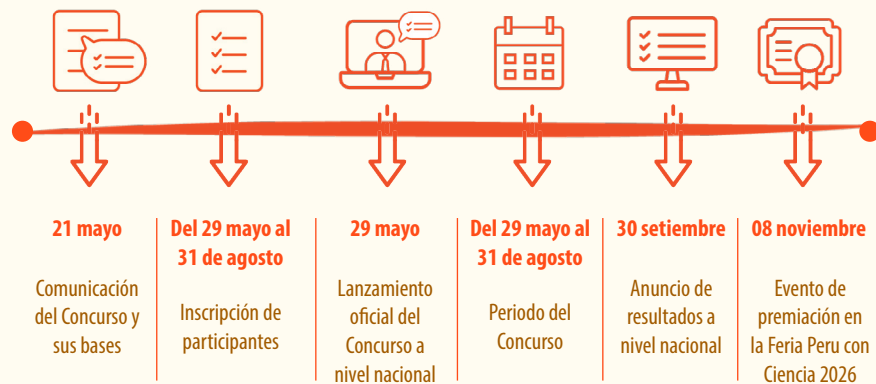 21 mayo
Comunicación
del Concurso y
sus bases
Del 29 mayo al
31 de agosto
Inscripción de
participantes
29 mayo
Lanzamiento
oficial del
Concurso a
nivel nacional
Del 29 mayo al
31 de agosto
Periodo del
Concurso
30 setiembre
Anuncio de
resultados a
nivel nacional
08 noviembre
Evento de
premiación en
la Feria Peru con
Ciencia 2026